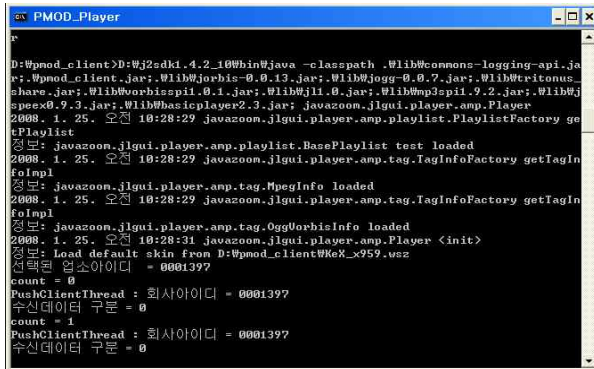 PMOD_Player
r
D:₩pmod_client>D:₩j2sdk1.4.2_10₩bin₩java -classpath .₩lib₩commons-logging-api.ja
r;.₩pmod_client.jar;.₩lib₩jorbis-0.0.13.jar;.₩lib₩jogg-0.0.7.jar;.₩lib₩tritonus_
share.jar;.₩lib₩vorbisspi1.0.1.jar;.₩lib₩jl1.0.jar;.₩lib₩mp3spi1.9.2.jar;.₩lib₩j
speex0.9.3.jar;.₩lib₩basicplayer2.3.jar; javazoom.jlgui.player.amp.Player
2008. 1. 25. 오전 10:28:29 javazoom.jlgui.player.amp.playlist.PlaylistFactory ge
tPlaylist
정보: javazoom.jlgui.player.amp.playlist.BasePlaylist test loaded
2008. 1. 25. 오전 10:28:29 javazoom.jlgui.player.amp.tag.TagInfoFactory getTagIn
foImpl
정보: javazoom.jlgui.player.amp.tag.MpegInfo loaded
2008. 1. 25. 오전 10:28:29 javazoom.jlgui.player.amp.tag.TagInfoFactory getTagIn
foImpl
정보: javazoom.jlgui.player.amp.tag.OggVorbisInfo loaded
2008. 1. 25. 오전 10:28:31 javazoom.jlgui.player.amp.Player <init>
정보: Load default skin from D:₩pmod_client₩KeX_x959.wsz
선택된 업소아이디  = 0001397
count = 0
PushClientThread : 회사아이디 = 0001397
수신데이터 구분 = 0
count = 1
PushClientThread : 회사아이디 = 0001397
수신데이터 구분 = 0